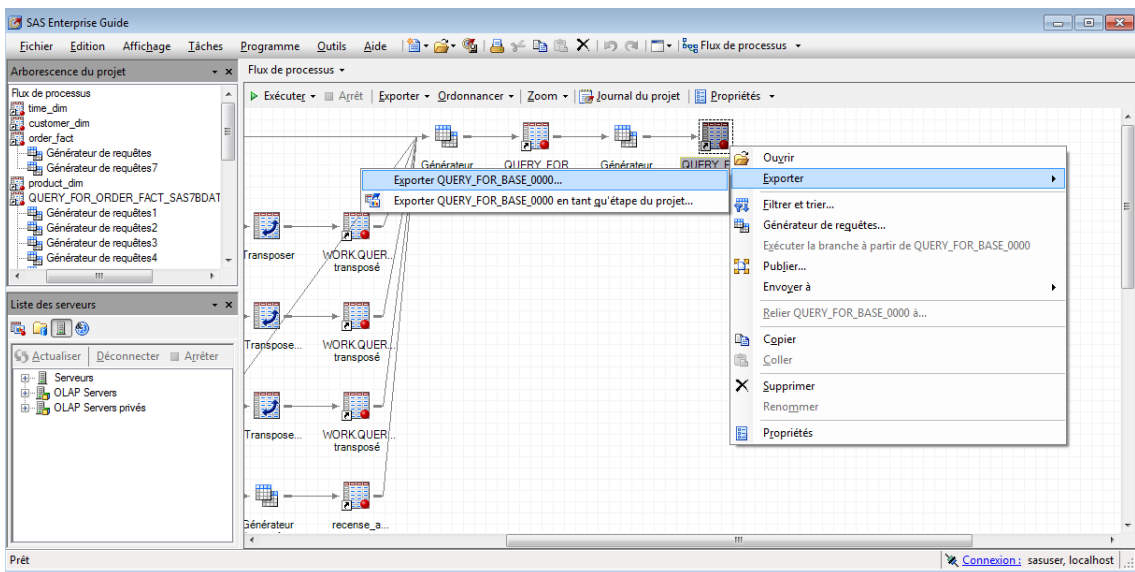 SAS Enterprise Guide
Fichier Edition Affichage Tâches Programme Outils Aide Flux de processus
Arborescence du projet
Flux de processus
Flux de processus
time_dim
customer_dim
order_fact
Générateur de requêtes
Générateur de requêtes7
product_dim
QUERY_FOR_ORDER_FACT_SAS7BDAT
Générateur de requêtes1
Générateur de requêtes2
Générateur de requêtes3
Générateur de requêtes4
Exécuter Arrêt Exporter Ordonnancer Zoom Journal du projet Propriétés
Générateur QUERY_FOR Générateur QUERY_F
Exporter QUERY_FOR_BASE_0000...
Exporter QUERY_FOR_BASE_0000 en tant qu'étape du projet...
Ouvrir
Exporter
Filtrer et trier...
Générateur de requêtes...
Exécuter la branche à partir de QUERY_FOR_BASE_0000
Publier...
Envoyer à
Relier QUERY_FOR_BASE_0000 à...
Copier
Coller
Supprimer
Renommer
Propriétés
Transposer WORK.QUER...
transposé
Transpose... WORK.QUER...
transposé
Transpose... WORK.QUER...
transposé
Générateur recense_a...
Liste des serveurs
Actualiser Déconnecter Arrêter
Serveurs
OLAP Servers
OLAP Servers privés
Prêt
Connexion : sasuser, localhost